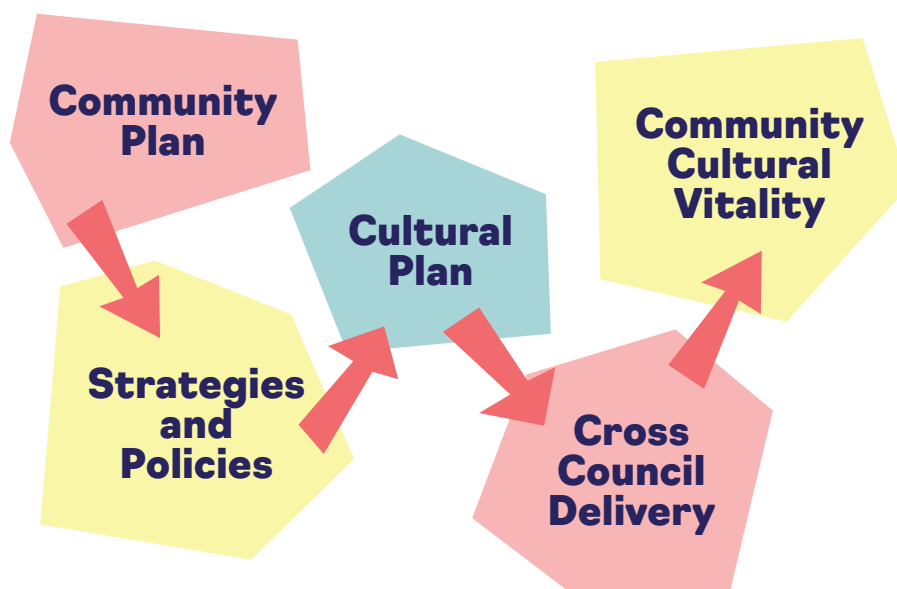 Community
Plan
Strategies
and
Policies
Cultural
Plan
Cross
Council
Delivery
Community
Cultural
Vitality